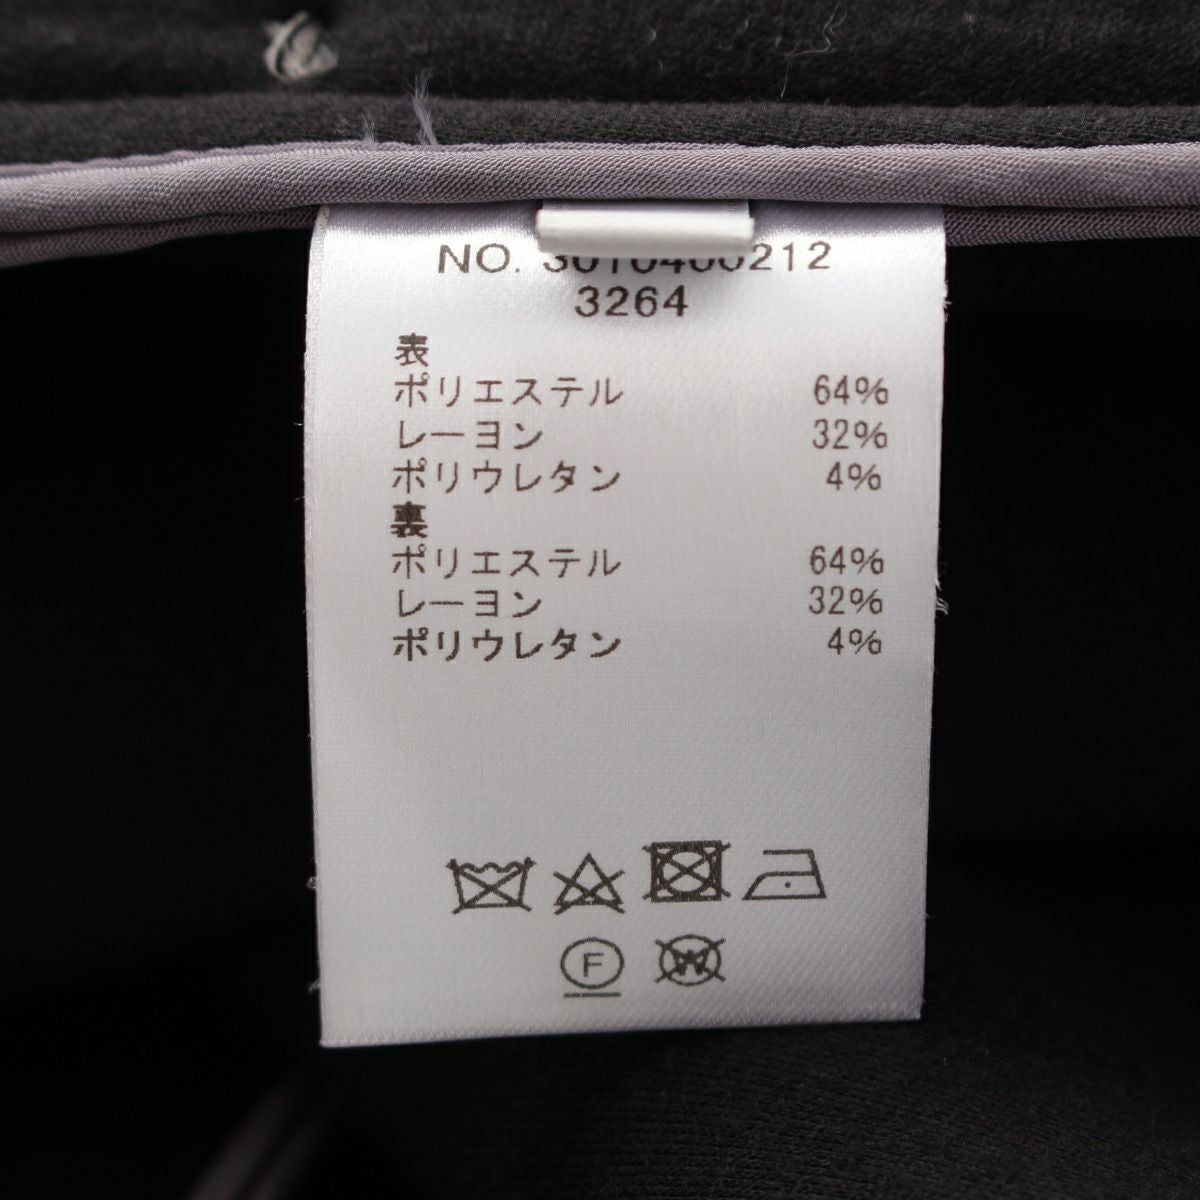 NO. 3010400212
3264
表
ポリエステル 64%
レーヨン 32%
ポリウレタン 4%
裏
ポリエステル 64%
レーヨン 32%
ポリウレタン 4%
F
W